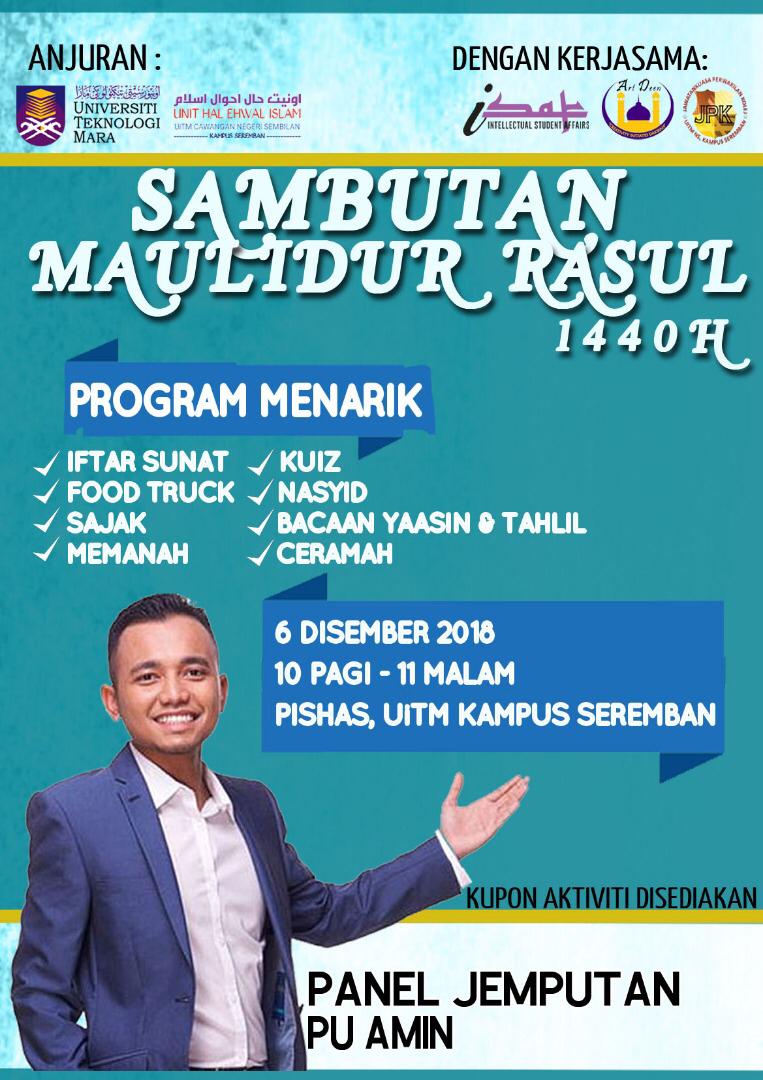 ANJURAN :
DENGAN KERJASAMA:
UNIVERSITI
TEKNOLOGI
MARA
اونيت حال احوال اسلام
UNIT HAL EHWAL ISLAM
UITM CAWANGAN NEGERI SEMBILAN
KAMPUS SEREMBAN
isaf
INTELLECTUAL STUDENT AFFAIRS
Art Deen
JPK
SAMBUTAN
MAULIDUR RASUL
1440H
PROGRAM MENARIK
IFTAR SUNAT
FOOD TRUCK
SAJAK
MEMANAH
KUIZ
NASYID
BACAAN YAASIN & TAHLIL
CERAMAH
6 DISEMBER 2018
10 PAGI - 11 MALAM
PISHAS, UITM KAMPUS SEREMBAN
KUPON AKTIVITI DISEDIAKAN
PANEL JEMPUTAN
PU AMIN